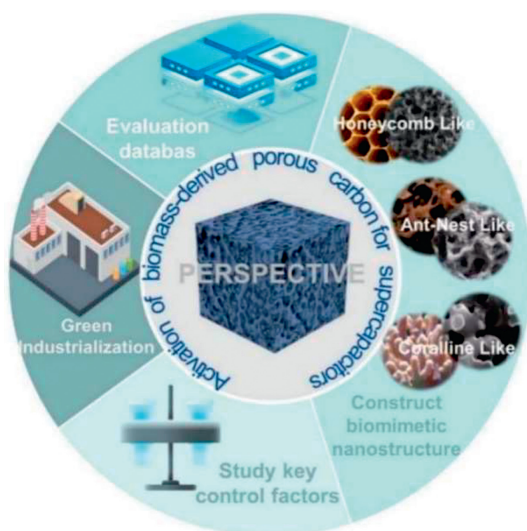 Evaluation
databas
Honeycomb Like
Ant-Nest Like
Coralline Like
Construct
biomimetic
nanostructure
Study key
control factors
Green
Industrialization
Activation of biomass-derived porous carbon for supercapacitors
PERSPECTIVE